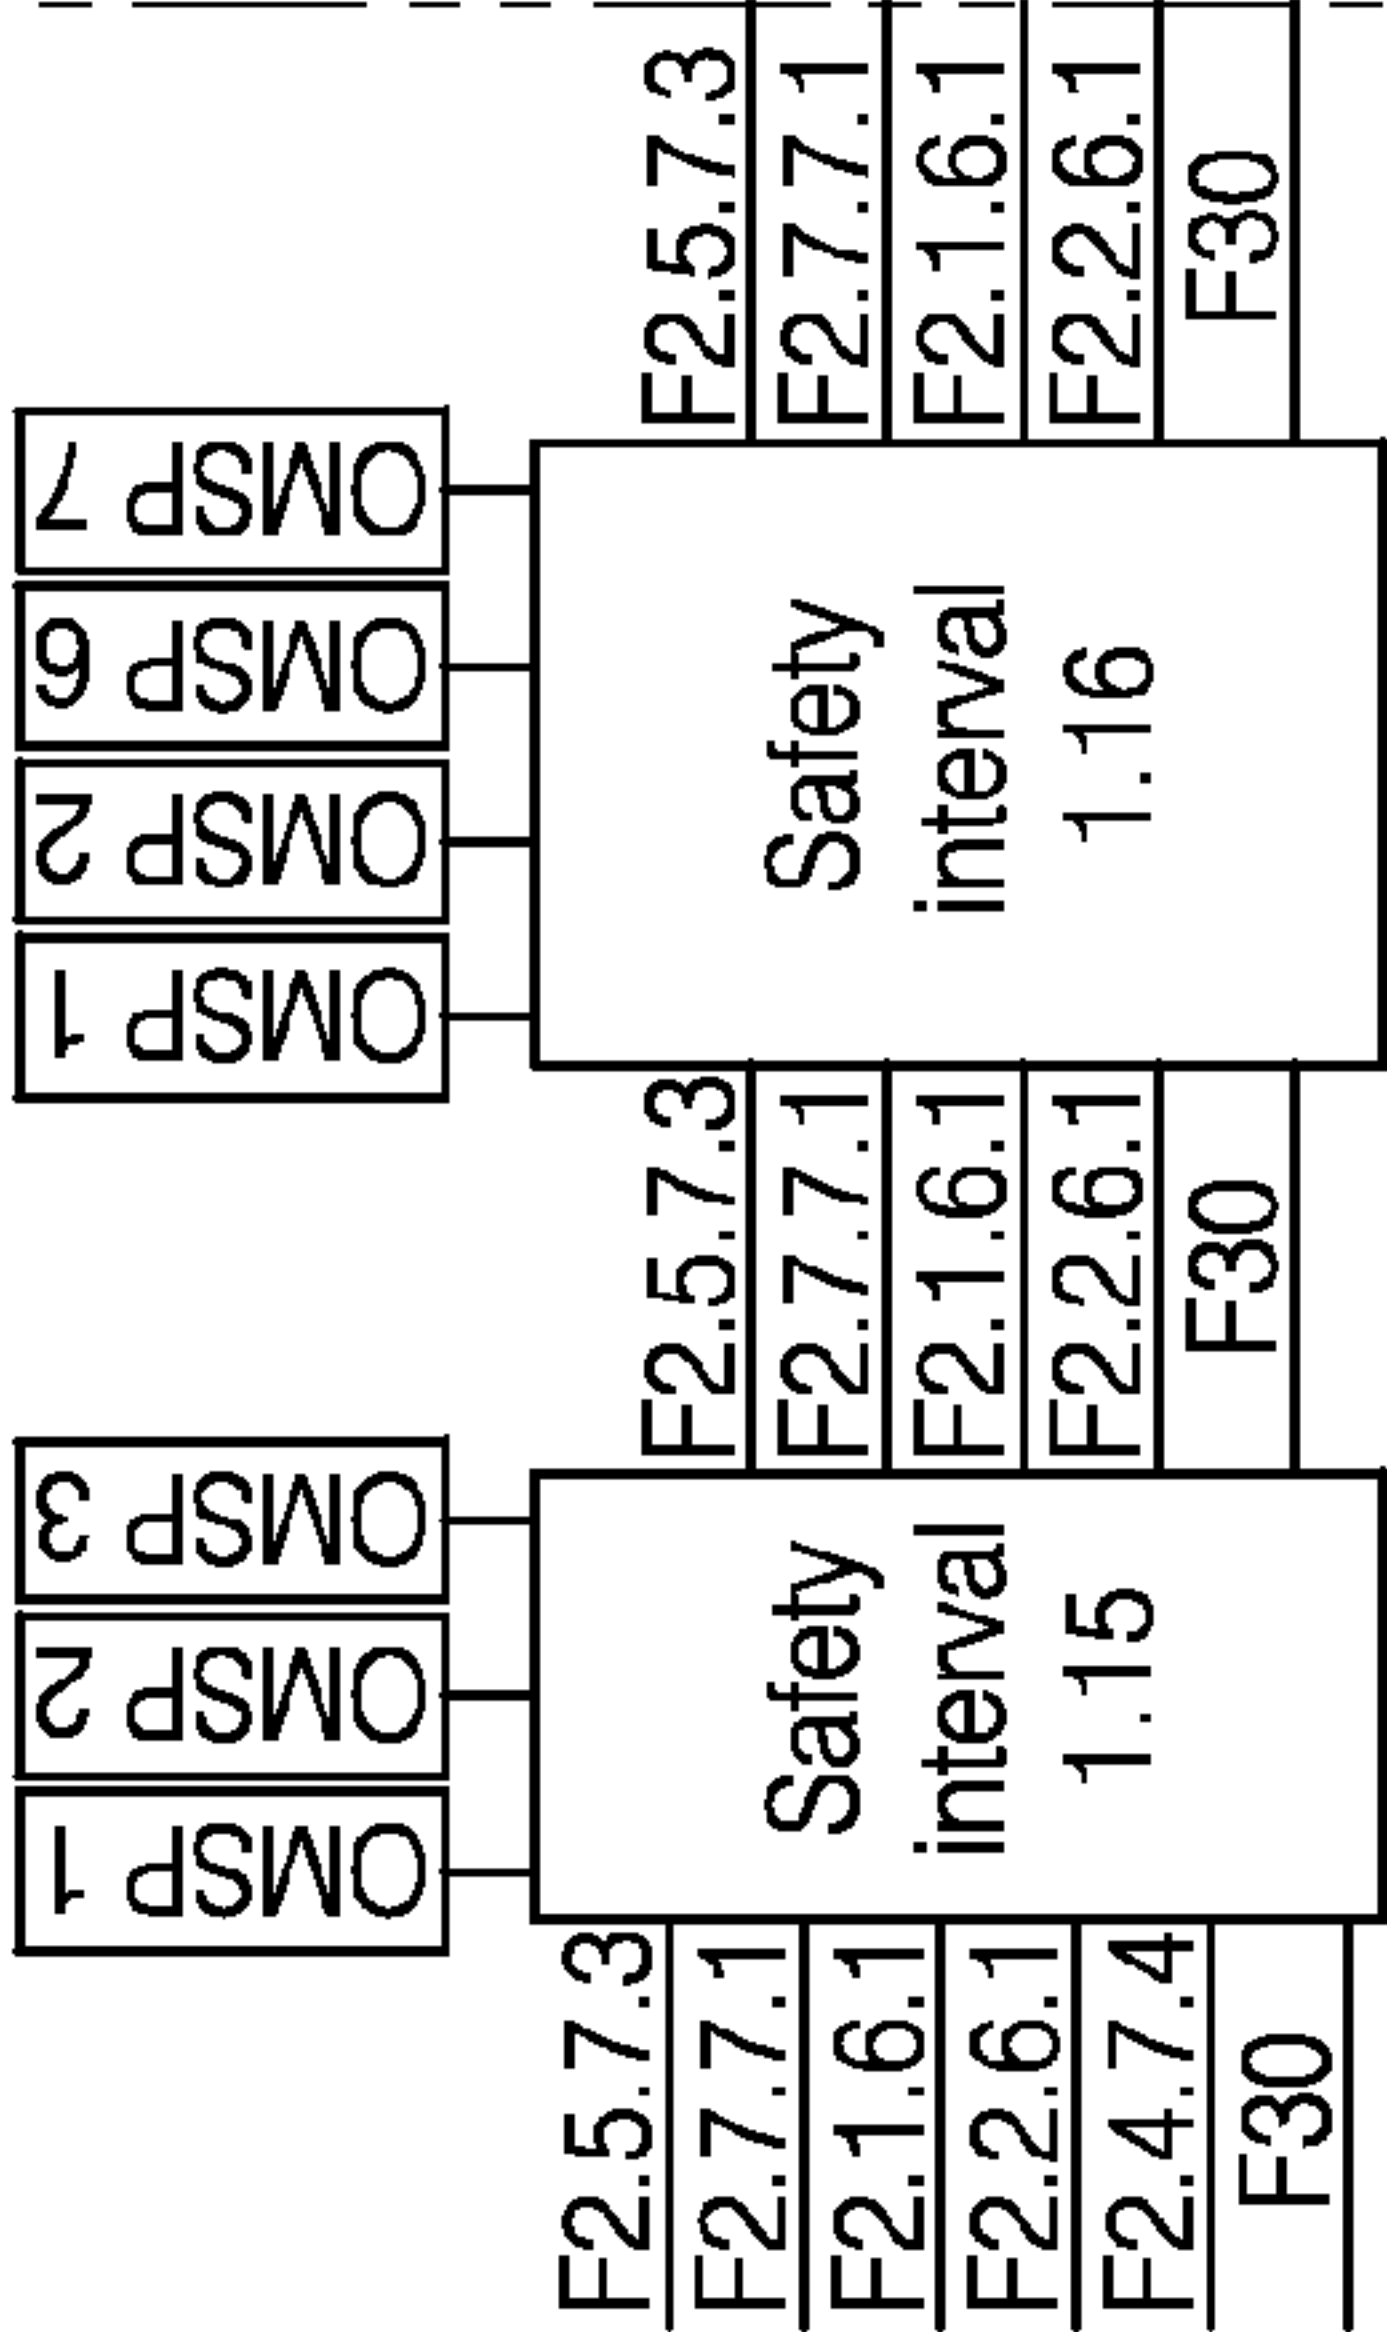 OMSP 1
OMSP 2
OMSP 3
OMSP 1
OMSP 2
OMSP 6
OMSP 7
F2.5.7.3
F2.7.7.1
F2.1.6.1
F2.2.6.1
F2.4.7.4
F30
Safety
interval
1.15
F2.5.7.3
F2.7.7.1
F2.1.6.1
F2.2.6.1
F30
Safety
interval
1.16
F2.5.7.3
F2.7.7.1
F2.1.6.1
F2.2.6.1
F30